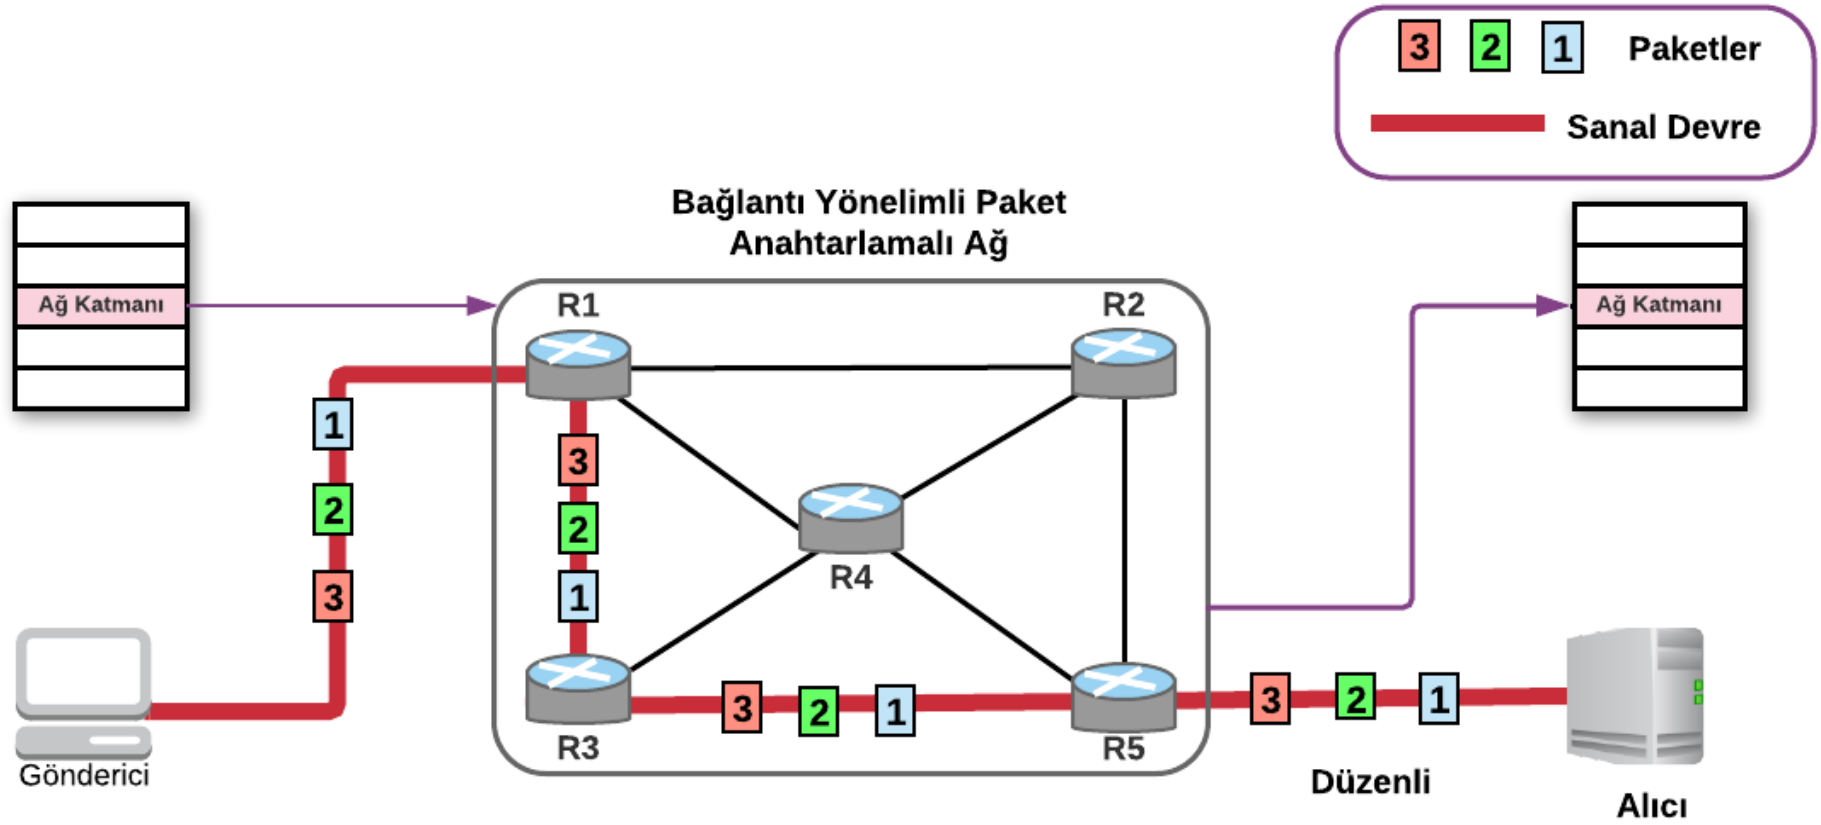 3 2 1 Paketler
Sanal Devre
Bağlantı Yönelimli Paket
Anahtarlamalı Ağ
Ağ Katmanı
Ağ Katmanı
R1
R2
1
2
3
3
2
1
R4
R3
3 2 1
R5
3 2 1
Gönderici
Düzenli
Alıcı